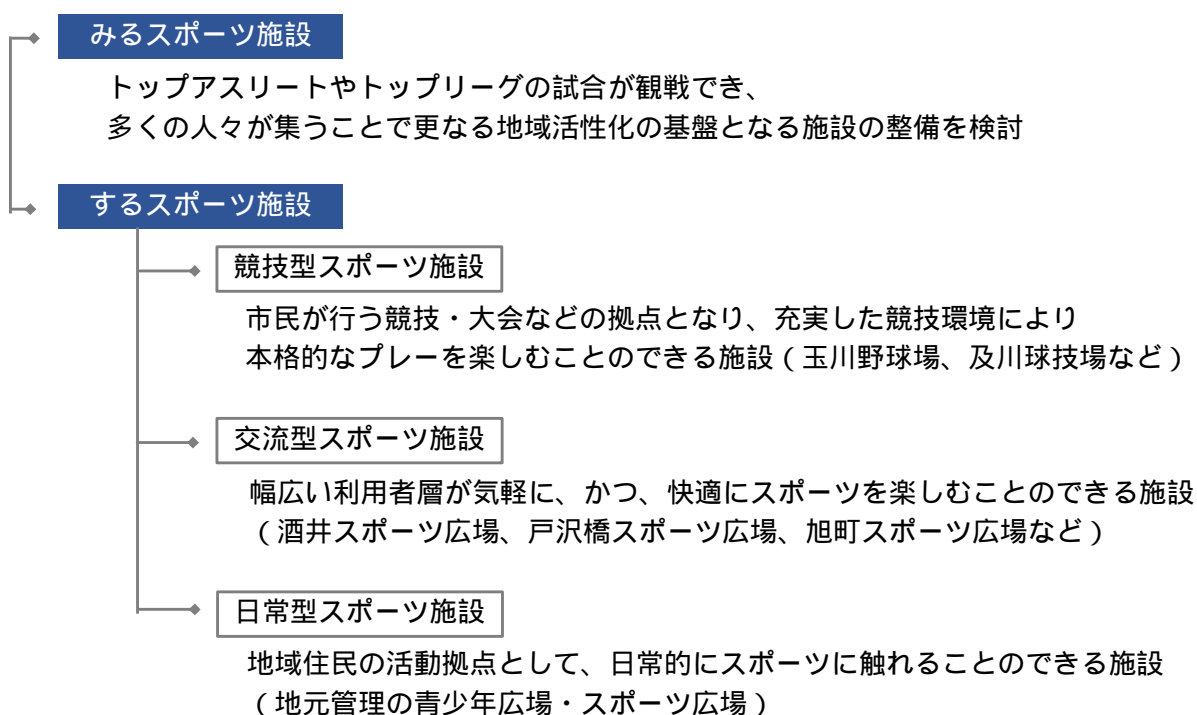 みるスポーツ施設
トップアスリートやトップリーグの試合が観戦でき、
多くの人々が集うことで更なる地域活性化の基盤となる施設の整備を検討
するスポーツ施設
競技型スポーツ施設
市民が行う競技・大会などの拠点となり、充実した競技環境により
本格的なプレーを楽しむことのできる施設(玉川野球場、及川球技場など)
交流型スポーツ施設
幅広い利用者層が気軽に、かつ、快適にスポーツを楽しむことのできる施設
(酒井スポーツ広場、戸沢橋スポーツ広場、旭町スポーツ広場など)
日常型スポーツ施設
地域住民の活動拠点として、日常的にスポーツに触れることのできる施設
(地元管理の青少年広場・スポーツ広場)